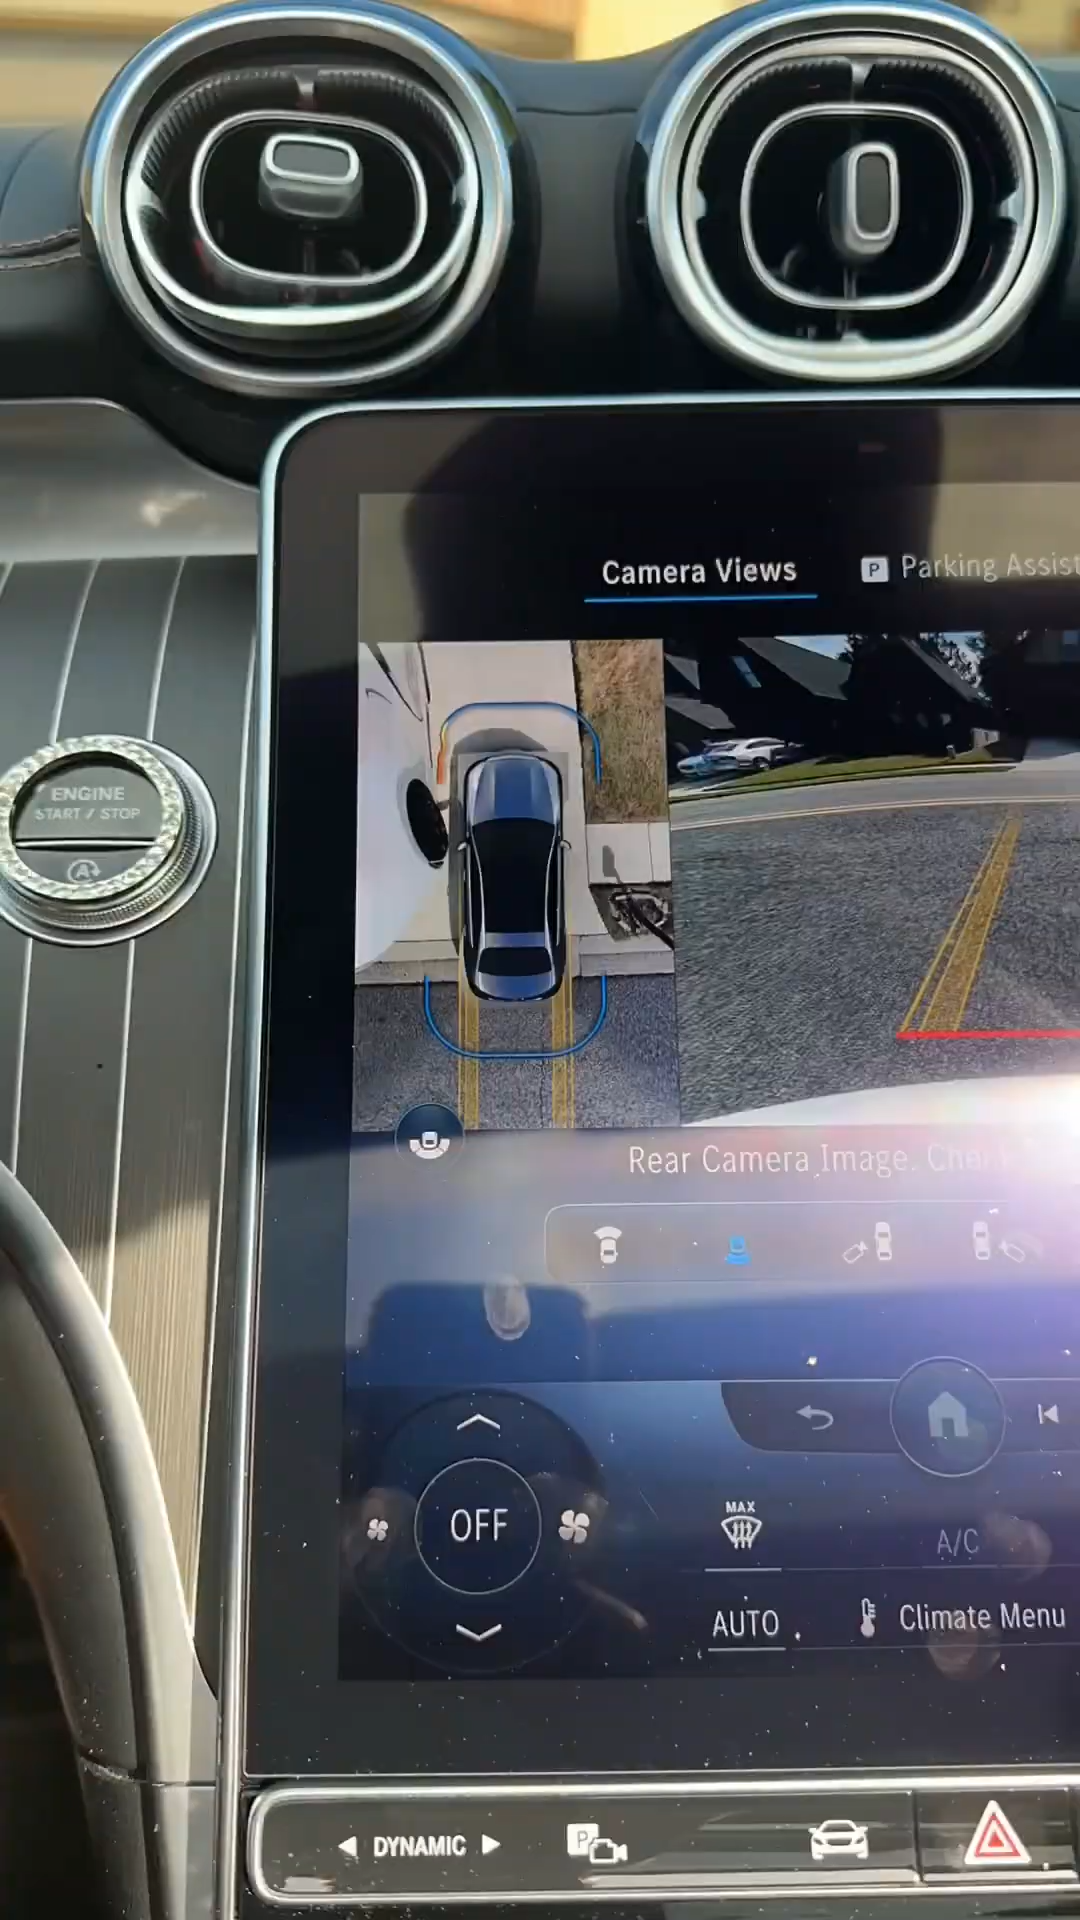 Camera Views
P Parking Assist
ENGINE
START / STOP
A
Rear Camera Image.
OFF
MAX
A/C
AUTO
Climate Menu
DYNAMIC
P